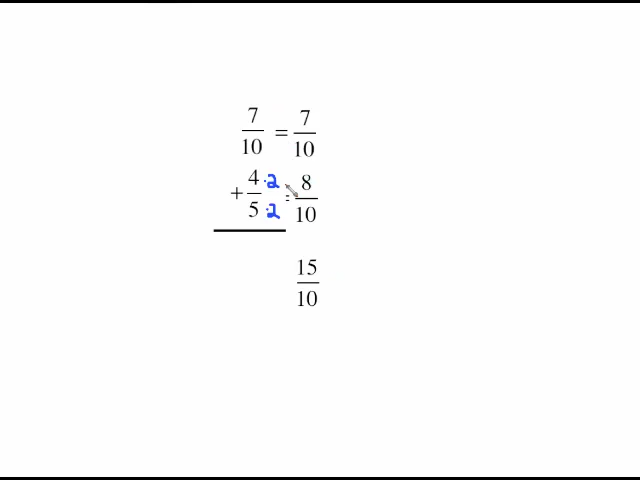 7/10 = 7/10
+ 4·2/5·2 = 8/10
15/10